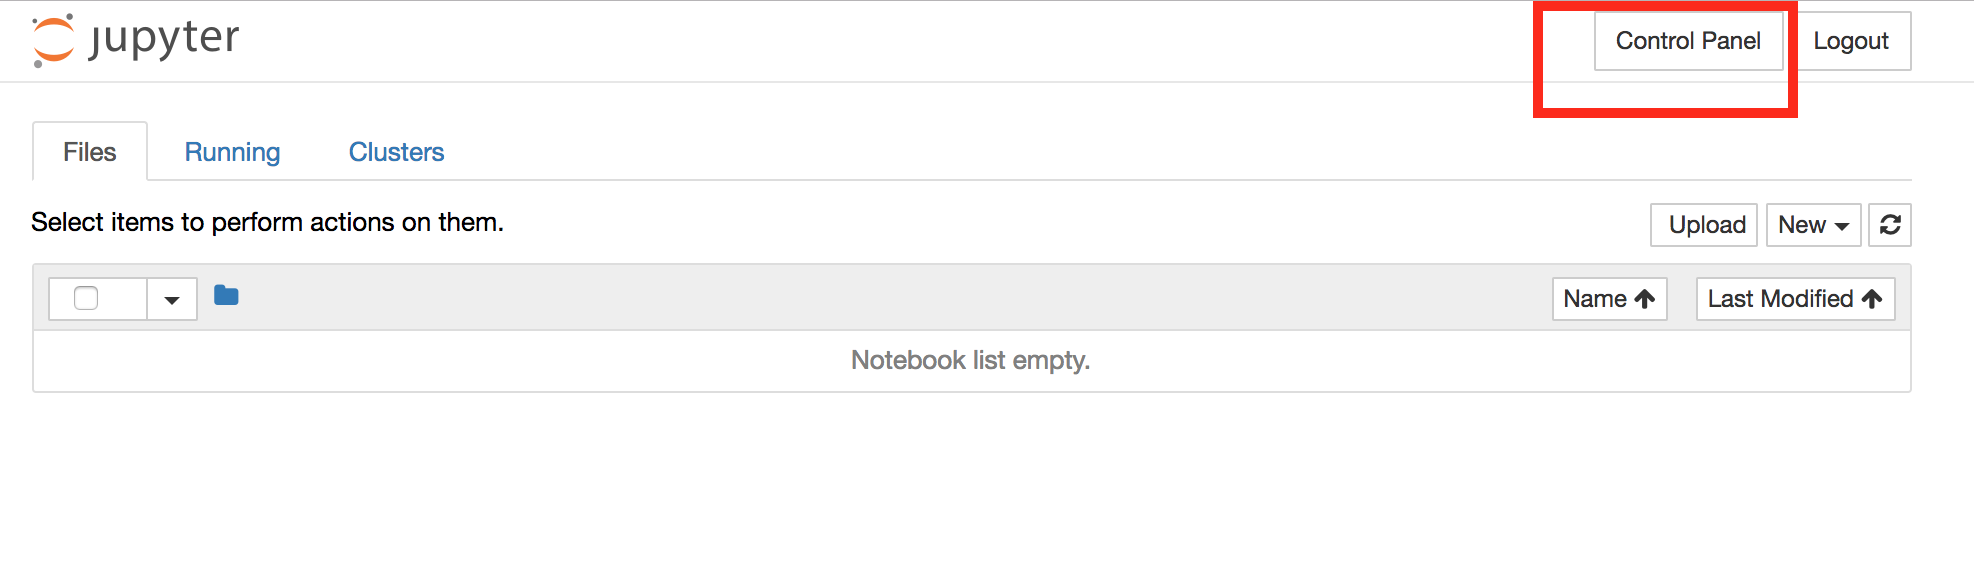 jupyter
Control Panel
Logout
Files
Running
Clusters
Select items to perform actions on them.
Upload
New
Name
Last Modified
Notebook list empty.